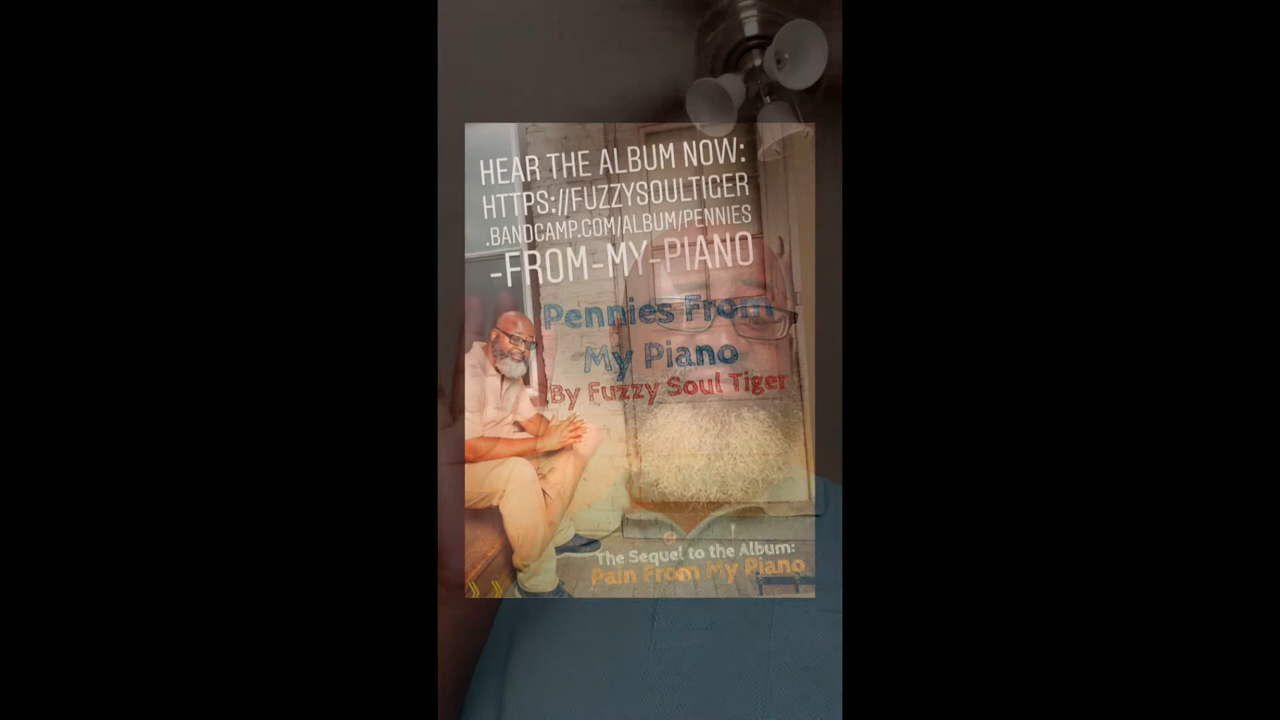 HEAR THE ALBUM NOW:
HTTPS://FUZZYSOULTIGER
.BANDCAMP.COM/ALBUM/PENNIES
-FROM-MY-PIANO
Pennies From
My Piano
By Fuzzy Soul Tiger
The Sequel to the Album:
Pain From My Piano